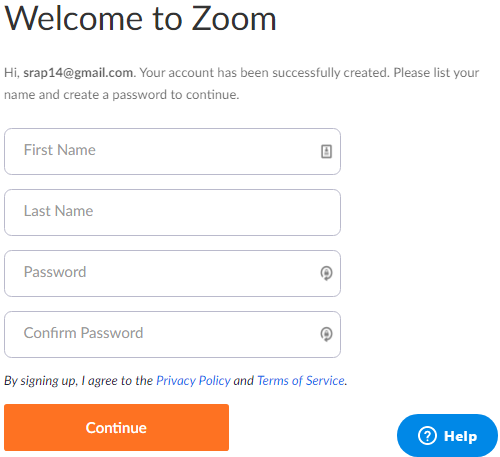 Welcome to Zoom
Hi, srap14@gmail.com. Your account has been successfully created. Please list your
name and create a password to continue.
First Name
Last Name
Password
Confirm Password
By signing up, I agree to the Privacy Policy and Terms of Service.
Continue
Help